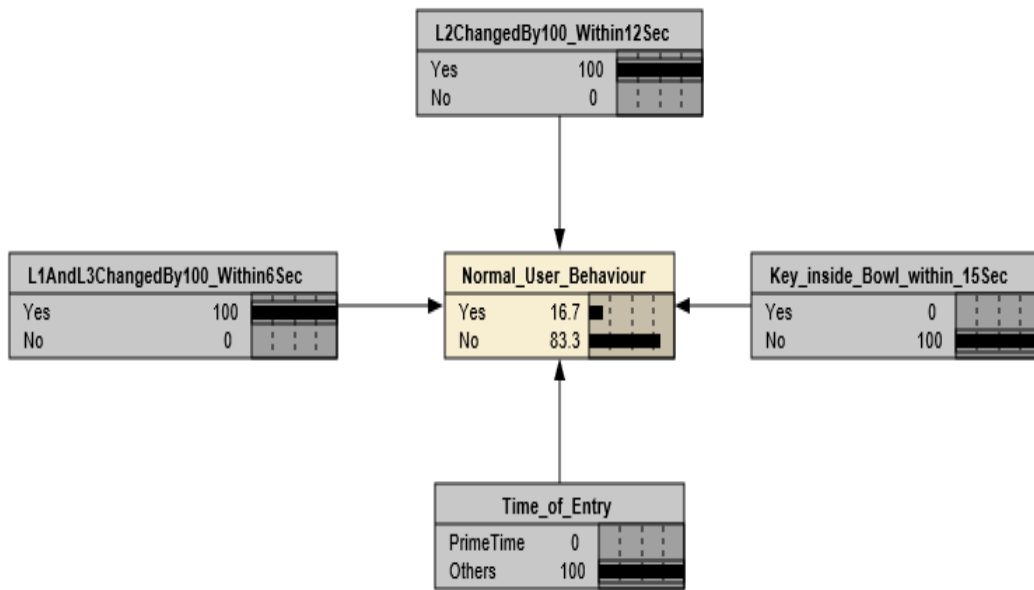 L2ChangedBy100_Within12Sec
Yes 100
No 0
L1AndL3ChangedBy100_Within6Sec
Yes 100
No 0
Normal_User_Behaviour
Yes 16.7
No 83.3
Key_inside_Bowl_within_15Sec
Yes 0
No 100
Time_of_Entry
PrimeTime 0
Others 100